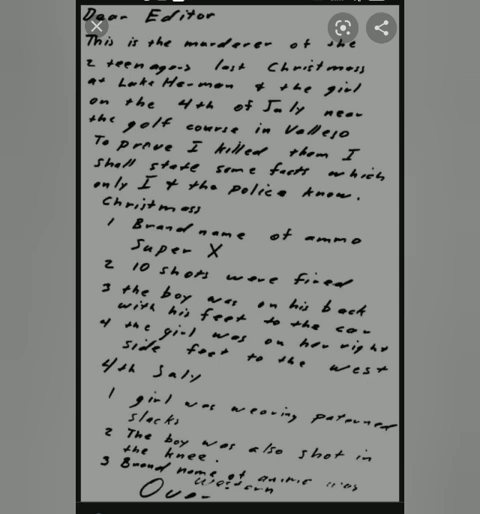 Dear Editor
This is the murderer of the
2 teenagers last Christmass
at Lake Herman & the girl
on the 4th of July near
the golf course in Vallejo
To prove I killed them I
shall state some facts which
only I & the police know.
Christmass
1 Brand name of ammo
Super X
2 10 shots were fired
3 the boy was on his back
with his feet to the car
4 the girl was on her right
side feet to the west
4th July
1 girl was wearing paterned
slacks
2 The boy was also shot in
the knee.
3 Brand name of ammo was
western
Over